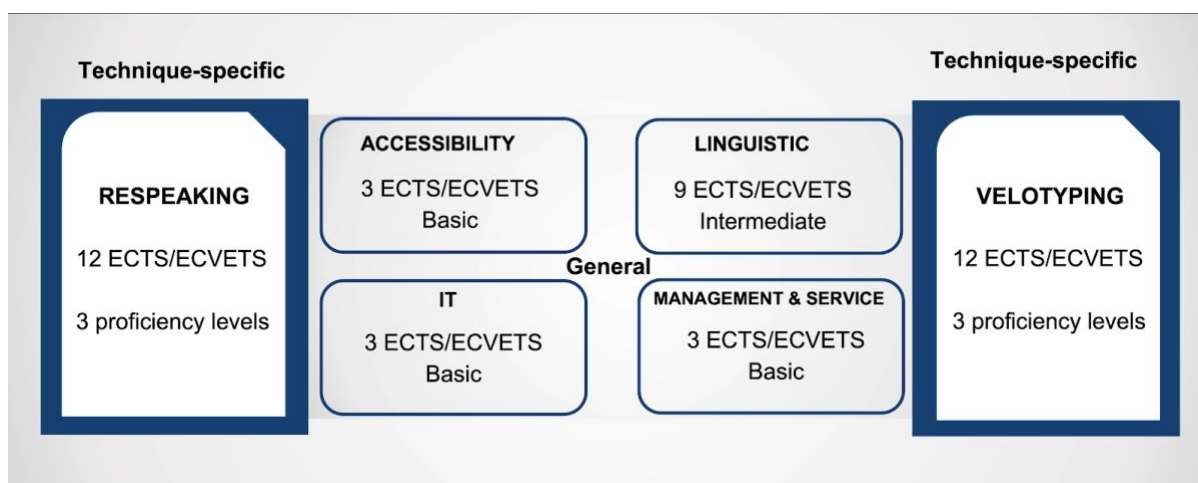 Technique-specific
RESPEAKING
12 ECTS/ECVETS
3 proficiency levels
ACCESSIBILITY
3 ECTS/ECVETS
Basic
LINGUISTIC
9 ECTS/ECVETS
Intermediate
General
IT
3 ECTS/ECVETS
Basic
MANAGEMENT & SERVICE
3 ECTS/ECVETS
Basic
Technique-specific
VELOTYPING
12 ECTS/ECVETS
3 proficiency levels